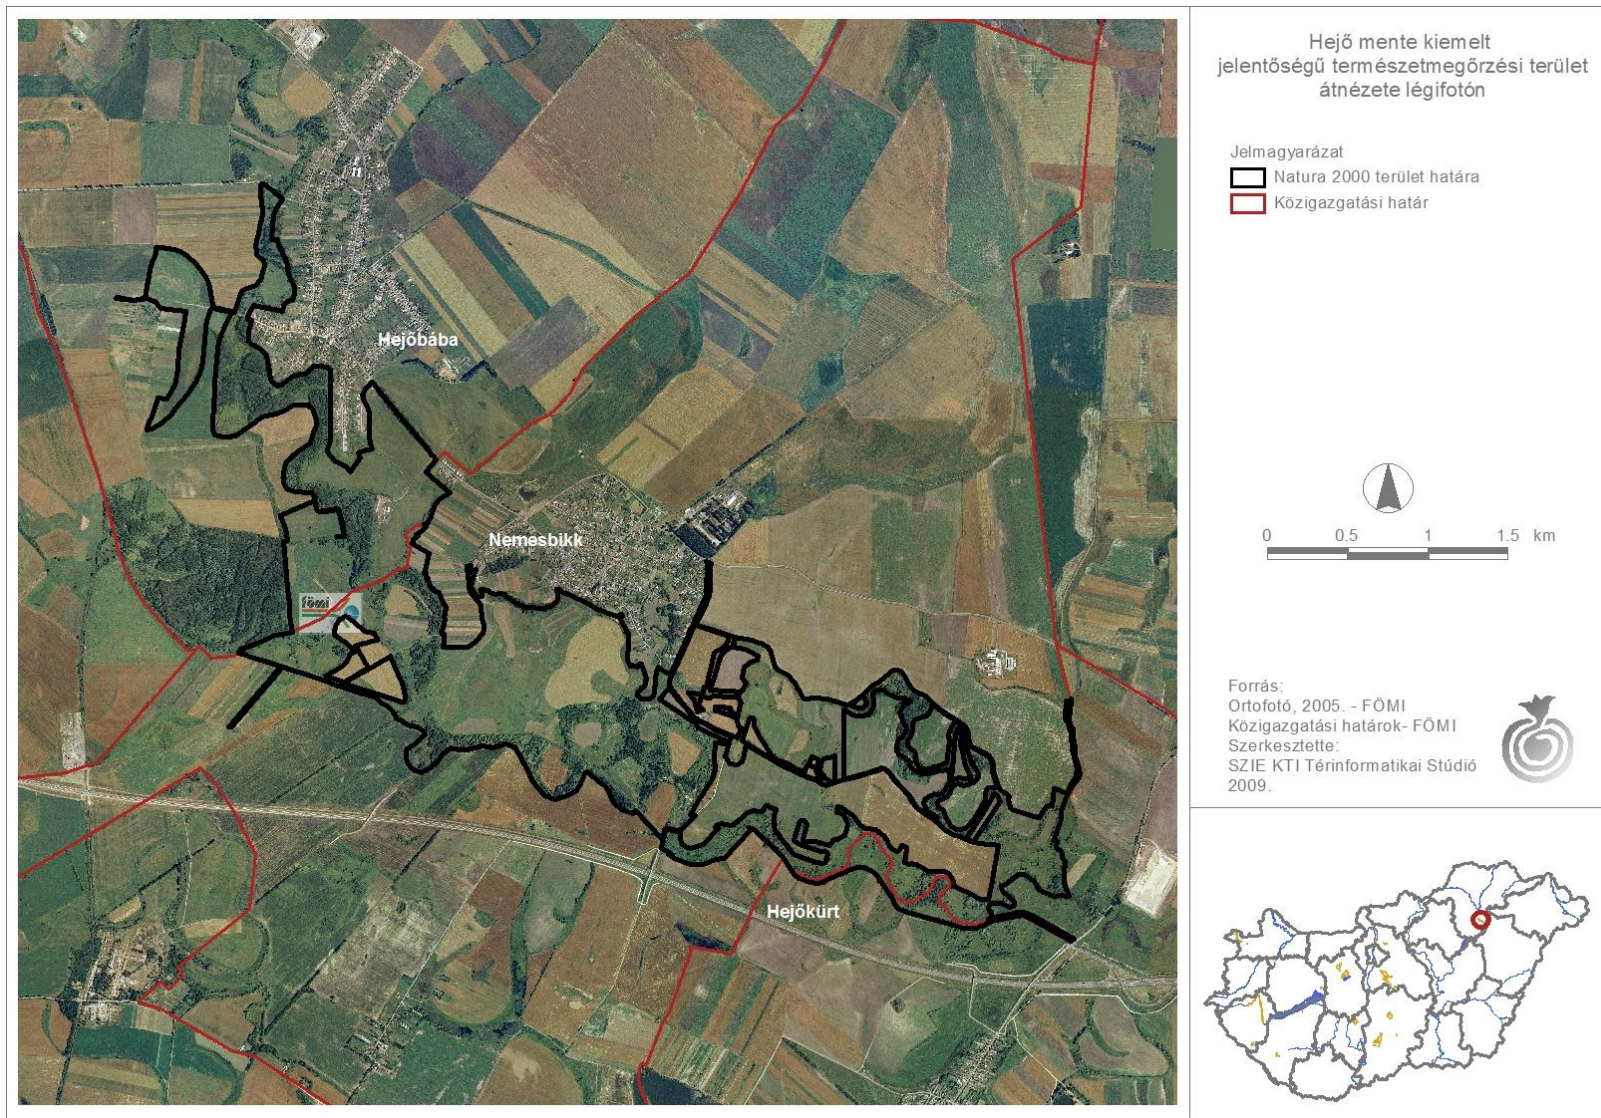 Hejő mente kiemelt
jelentőségű természetmegőrzési terület
átnézete légifotón
Jelmagyarázat
Natura 2000 terület határa
Közigazgatási határ
Hejőbába
Nemesbikk
fömi
Hejőkürt
0 0.5 1 1.5 km
Forrás:
Ortofotó, 2005. - FÖMI
Közigazgatási határok- FÖMI
Szerkesztette:
SZIE KTI Térinformatikai Stúdió
2009.